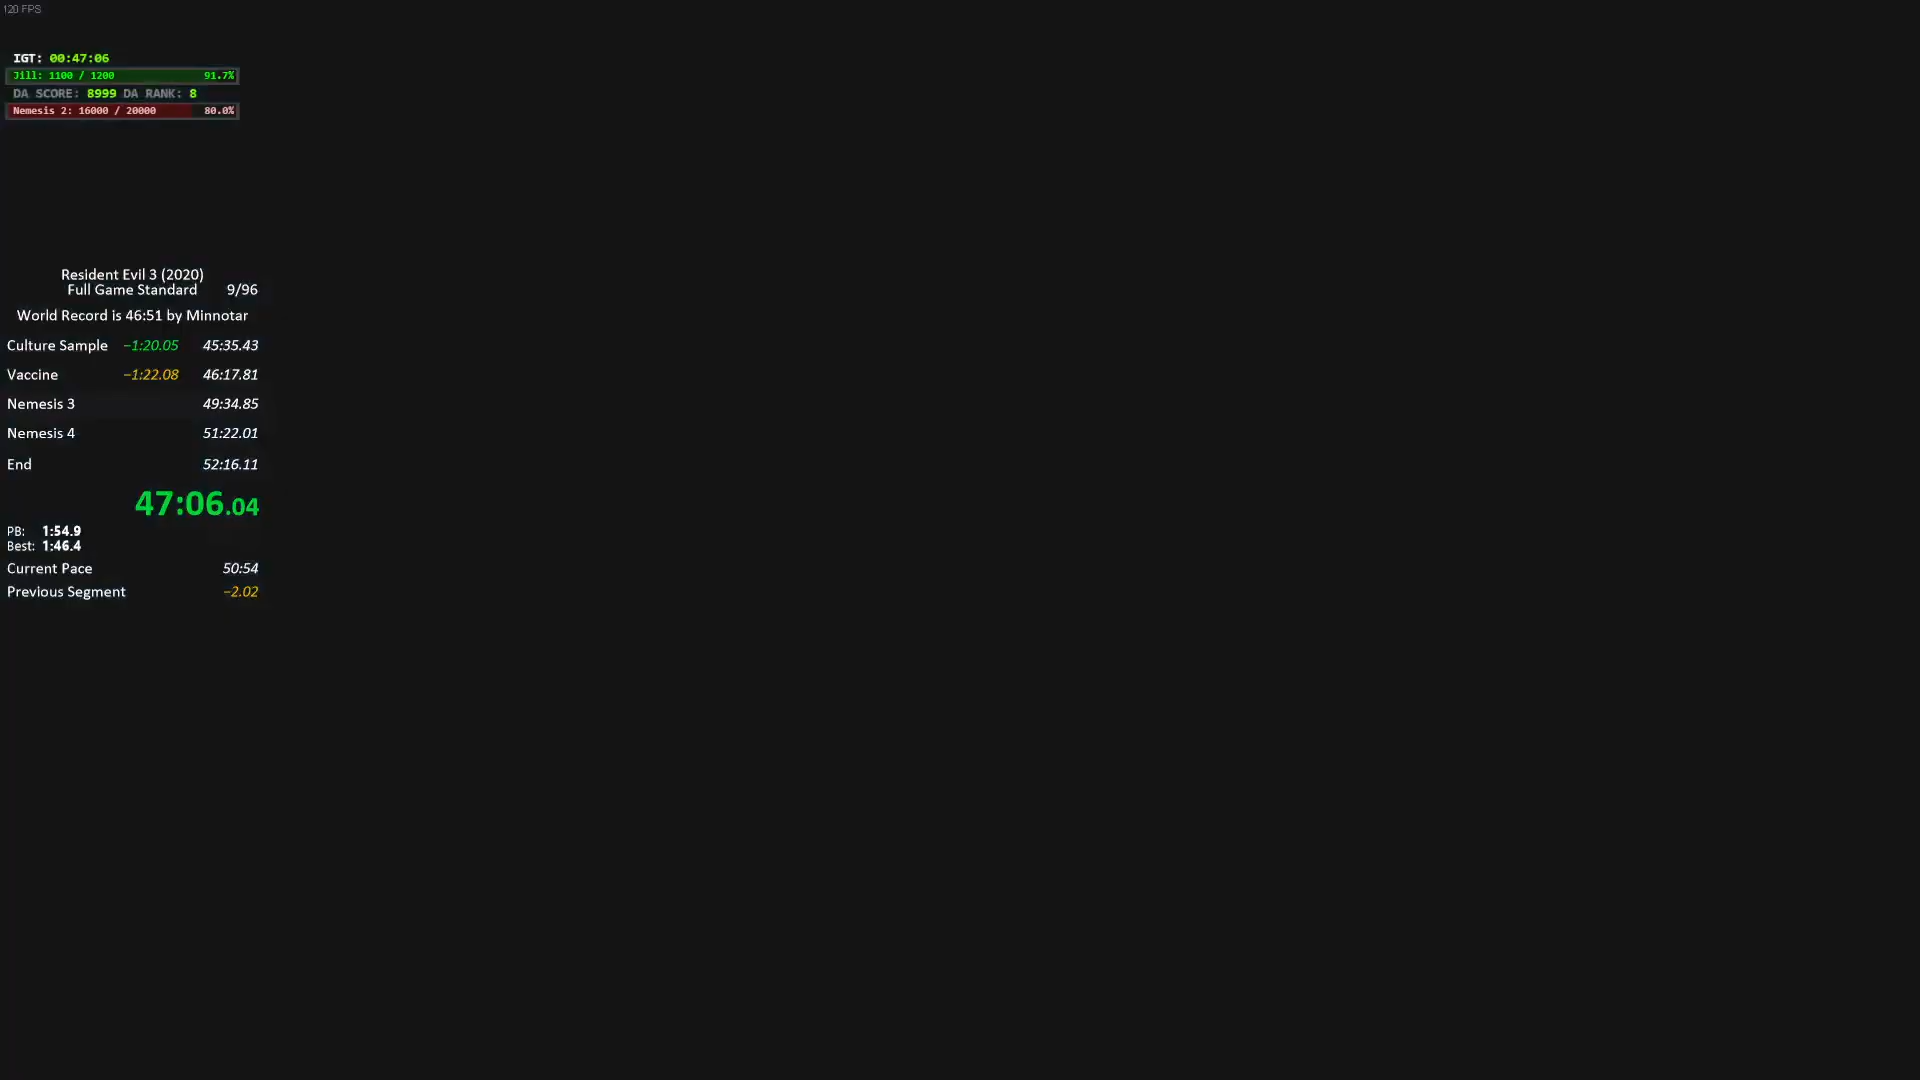 120 FPS
IGT: 00:47:06
Jill: 1100 / 1200 91.7%
DA SCORE: 8999 DA RANK: 8
Nemesis 2: 16000 / 20000 80.0%
Resident Evil 3 (2020)
Full Game Standard 9/96
World Record is 46:51 by Minnotar
Culture Sample −1:20.05 45:35.43
Vaccine −1:22.08 46:17.81
Nemesis 3 49:34.85
Nemesis 4 51:22.01
End 52:16.11
47:06.04
PB: 1:54.9
Best: 1:46.4
Current Pace 50:54
Previous Segment −2.02